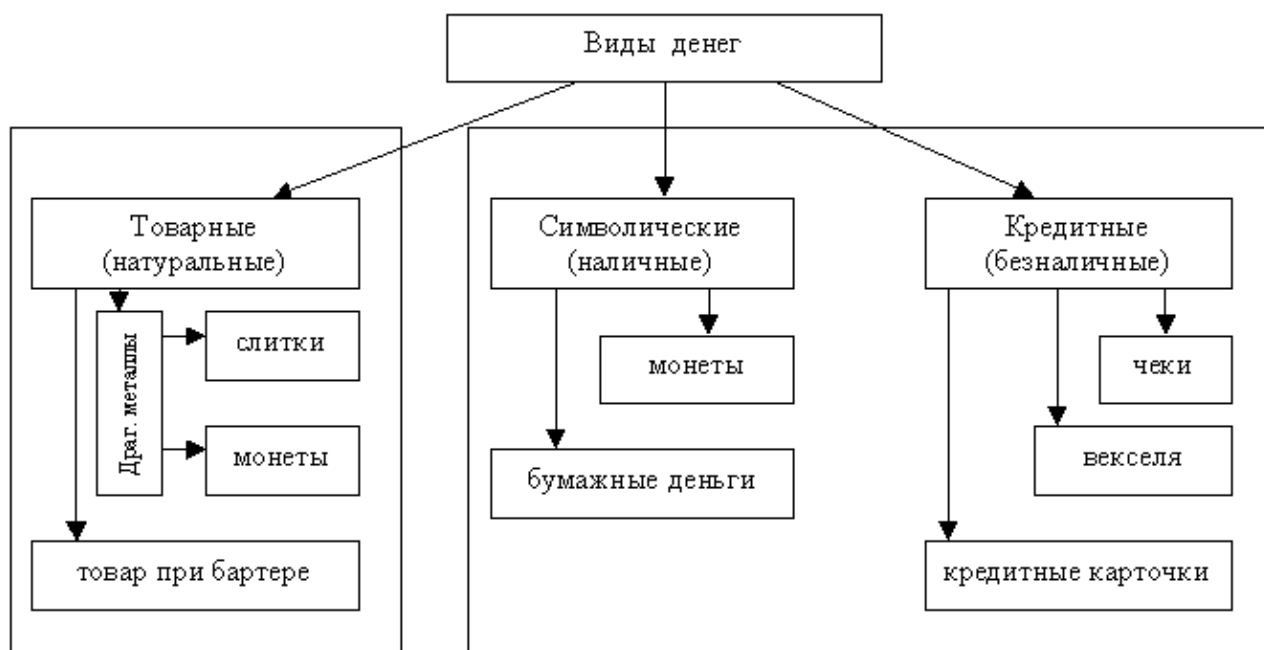 Виды денег
Товарные
(натуральные)
Символические
(наличные)
Кредитные
(безналичные)
Драг. металлы
слитки
монеты
товар при бартере
монеты
бумажные деньги
чеки
векселя
кредитные карточки